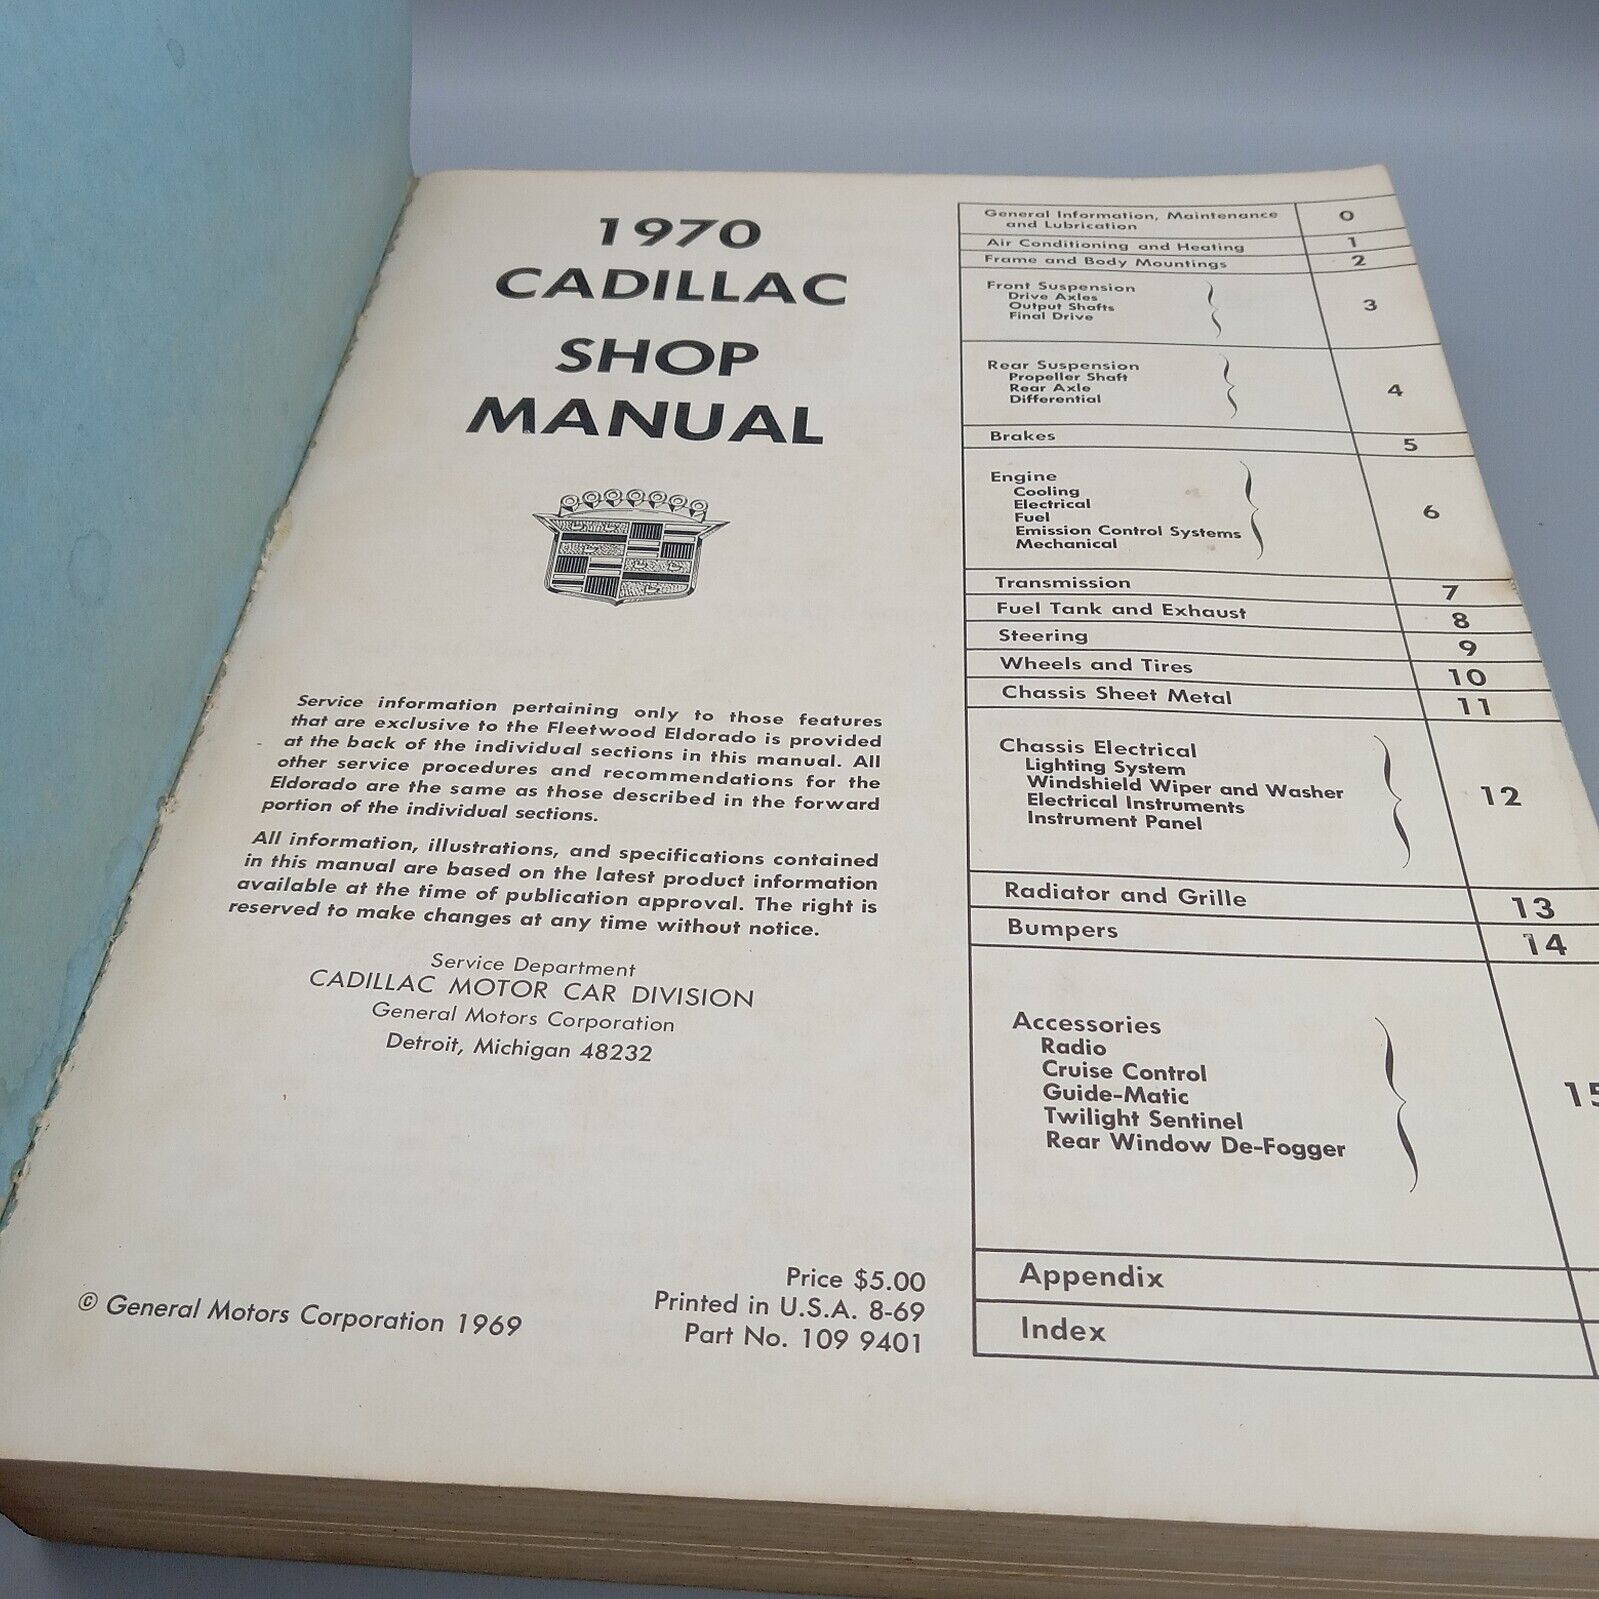 1970
CADILLAC
SHOP
MANUAL
Service information pertaining only to those features
that are exclusive to the Fleetwood Eldorado is provided
at the back of the individual sections in this manual. All
other service procedures and recommendations for the
Eldorado are the same as those described in the forward
portion of the individual sections.
All information, illustrations, and specifications contained
in this manual are based on the latest product information
available at the time of publication approval. The right is
reserved to make changes at any time without notice.
Service Department
CADILLAC MOTOR CAR DIVISION
General Motors Corporation
Detroit, Michigan 48232
© General Motors Corporation 1969
Price $5.00
Printed in U.S.A. 8-69
Part No. 109 9401
General Information, Maintenance
and Lubrication 0
Air Conditioning and Heating 1
Frame and Body Mountings 2
Front Suspension
Drive Axles
Output Shafts
Final Drive
3
Rear Suspension
Propeller Shaft
Rear Axle
Differential
4
Brakes 5
Engine
Cooling
Electrical
Fuel
Emission Control Systems
Mechanical
6
Transmission 7
Fuel Tank and Exhaust 8
Steering 9
Wheels and Tires 10
Chassis Sheet Metal 11
Chassis Electrical
Lighting System
Windshield Wiper and Washer
Electrical Instruments
Instrument Panel
12
Radiator and Grille 13
Bumpers 14
Accessories
Radio
Cruise Control
Guide-Matic
Twilight Sentinel
Rear Window De-Fogger
15
Appendix
Index